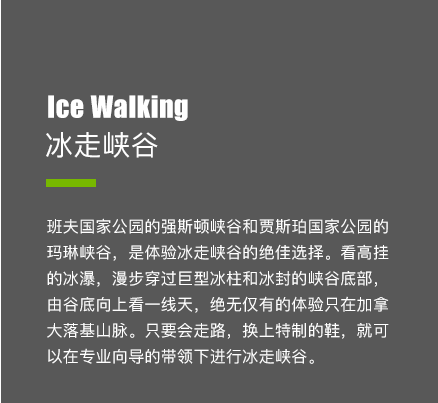 Ice Walking
冰走峡谷
班夫国家公园的强斯顿峡谷和贾斯珀国家公园的
玛琳峡谷，是体验冰走峡谷的绝佳选择。看高挂
的冰瀑，漫步穿过巨型冰柱和冰封的峡谷底部，
由谷底向上看一线天，绝无仅有的体验只在加拿
大落基山脉。只要会走路，换上特制的鞋，就可
以在专业向导的带领下进行冰走峡谷。